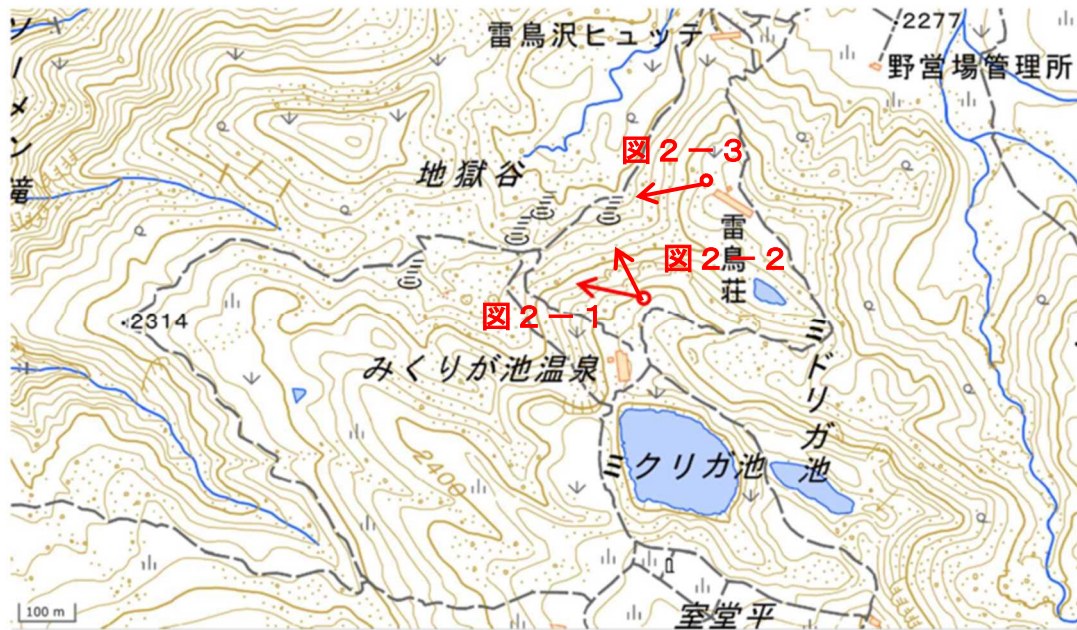 雷鳥沢ヒュッテ
2277
野営場管理所
ソーメン滝
図2-3
地獄谷
雷鳥荘
図2-2
図2-1
2314
みくりが池温泉
ミドリガ池
ミクリガ池
2400
室堂平
100 m